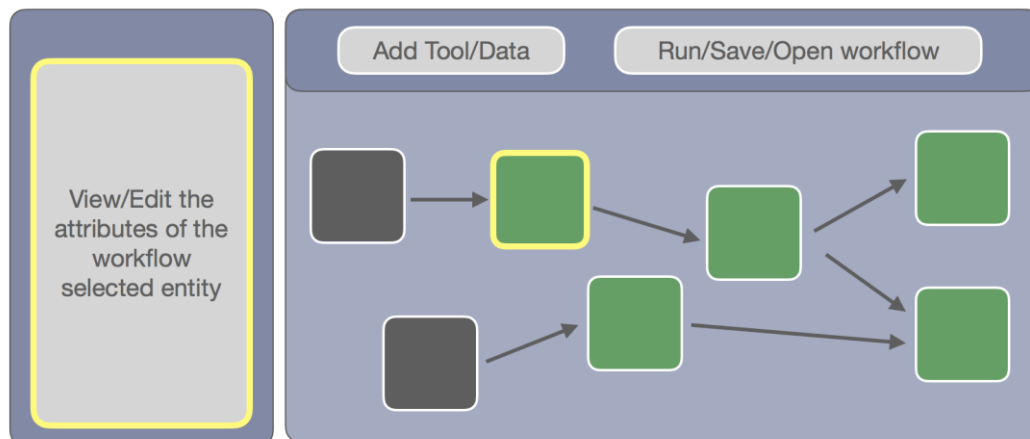 Add Tool/Data
Run/Save/Open workflow
View/Edit the
attributes of the
workflow
selected entity